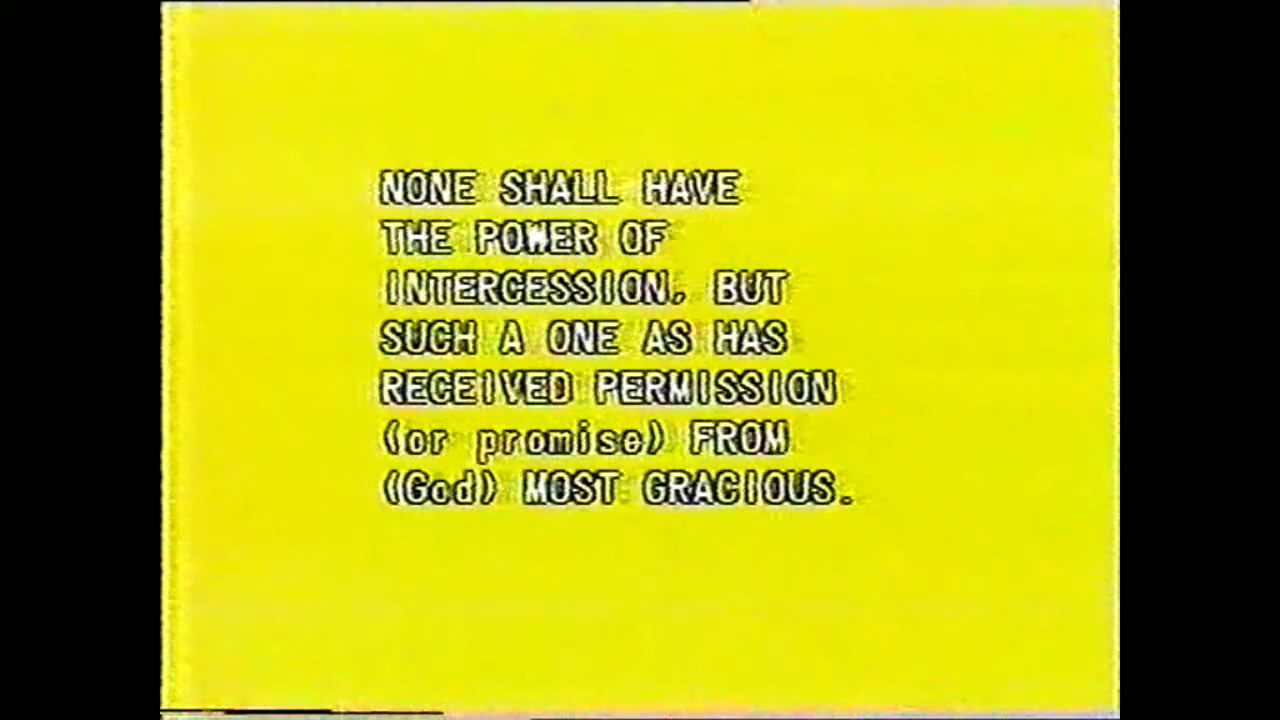 NONE SHALL HAVE
THE POWER OF
INTERCESSION, BUT
SUCH A ONE AS HAS
RECEIVED PERMISSION
(or promise) FROM
(God) MOST GRACIOUS.